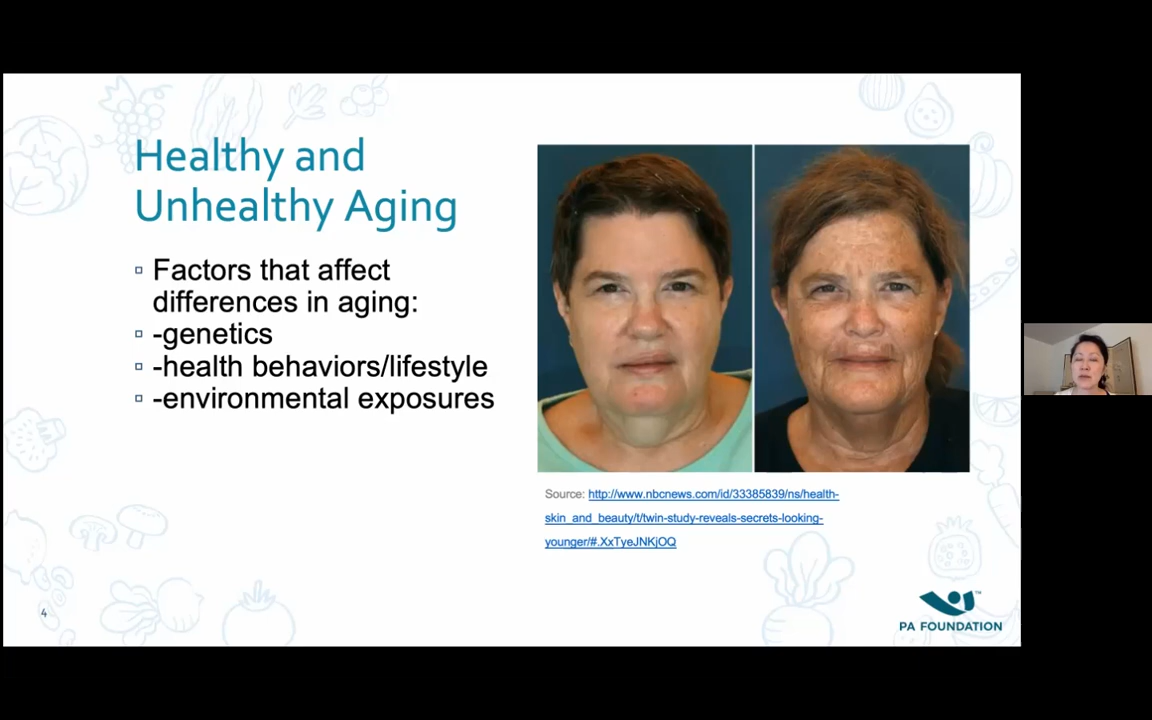 Healthy and
Unhealthy Aging
Factors that affect
differences in aging:
-genetics
-health behaviors/lifestyle
-environmental exposures
Source: http://www.nbcnews.com/id/33385839/ns/health-
skin_and_beauty/t/twin-study-reveals-secrets-looking-
younger/#.XxTyeJNKjOQ
4
TM
PA FOUNDATION